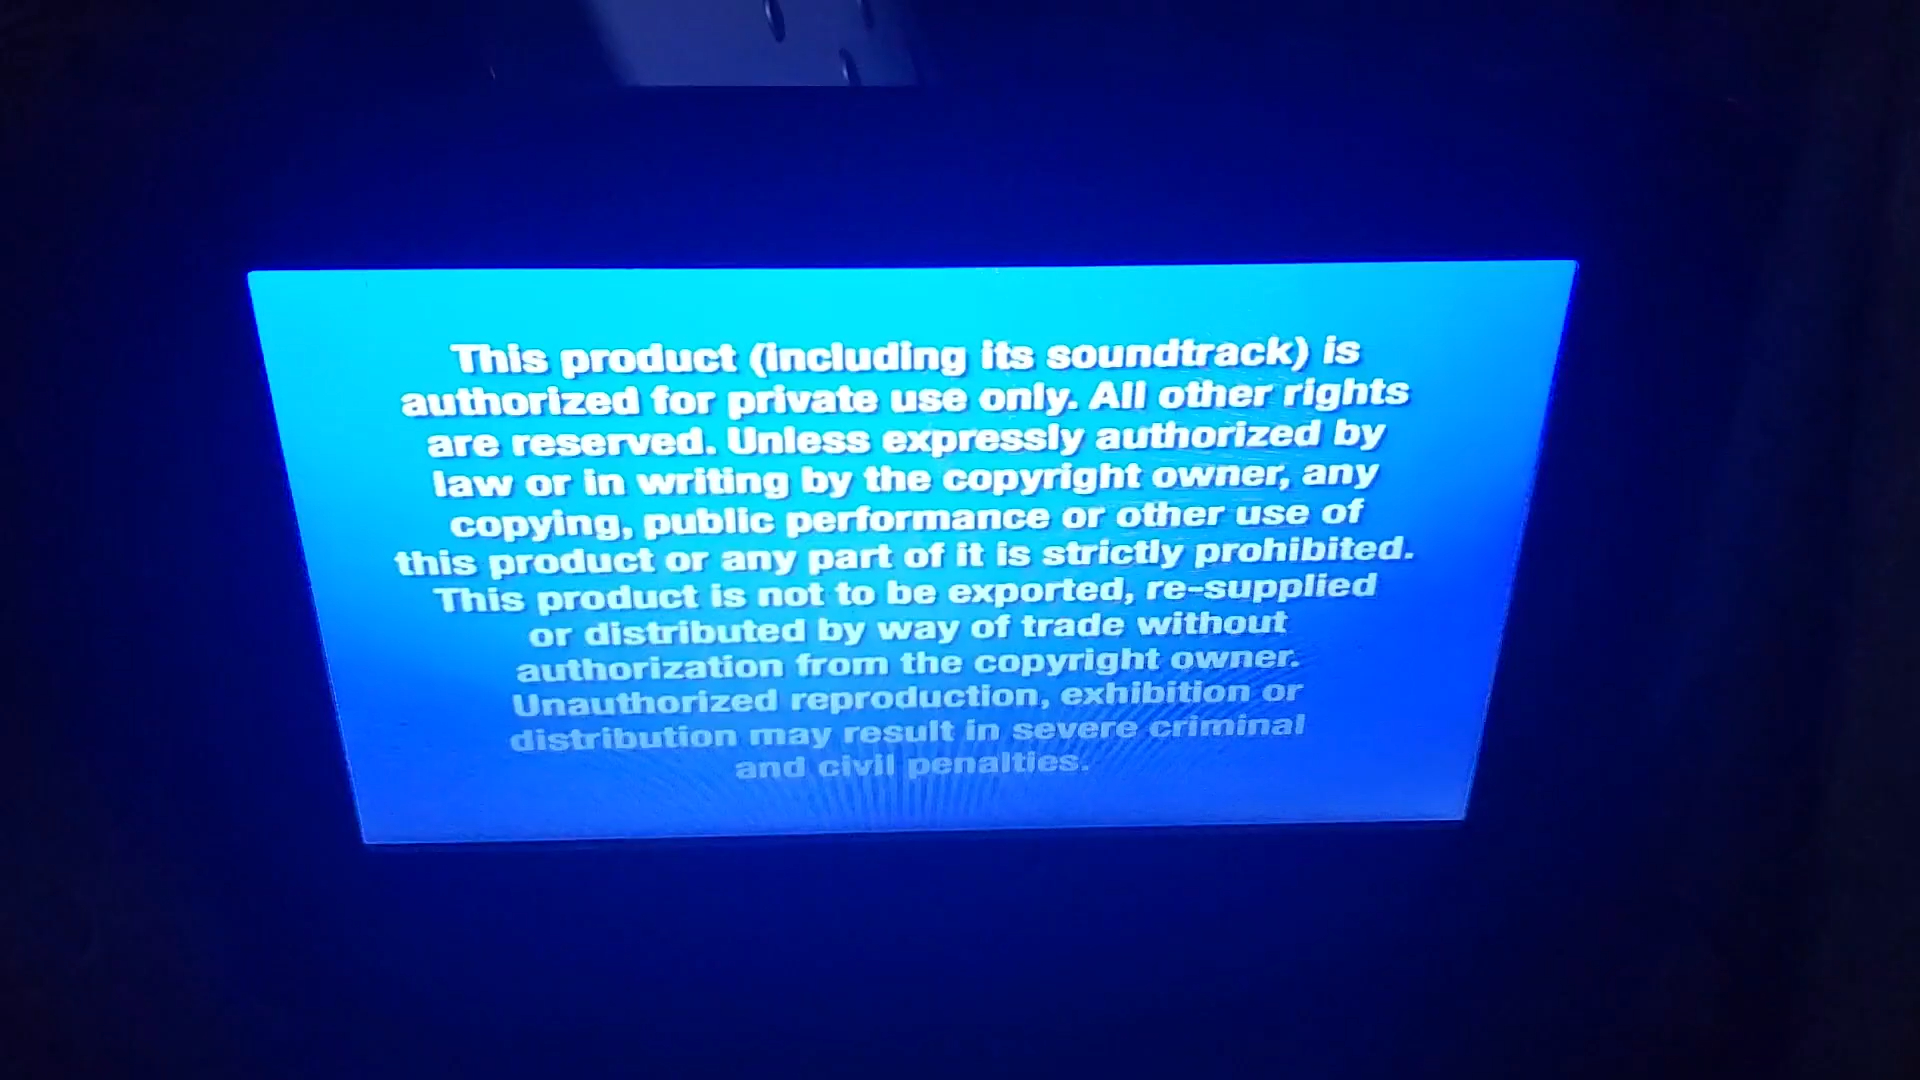 This product (including its soundtrack) is
authorized for private use only. All other rights
are reserved. Unless expressly authorized by
law or in writing by the copyright owner, any
copying, public performance or other use of
this product or any part of it is strictly prohibited.
This product is not to be exported, re-supplied
or distributed by way of trade without
authorization from the copyright owner.
Unauthorized reproduction, exhibition or
distribution may result in severe criminal
and civil penalties.